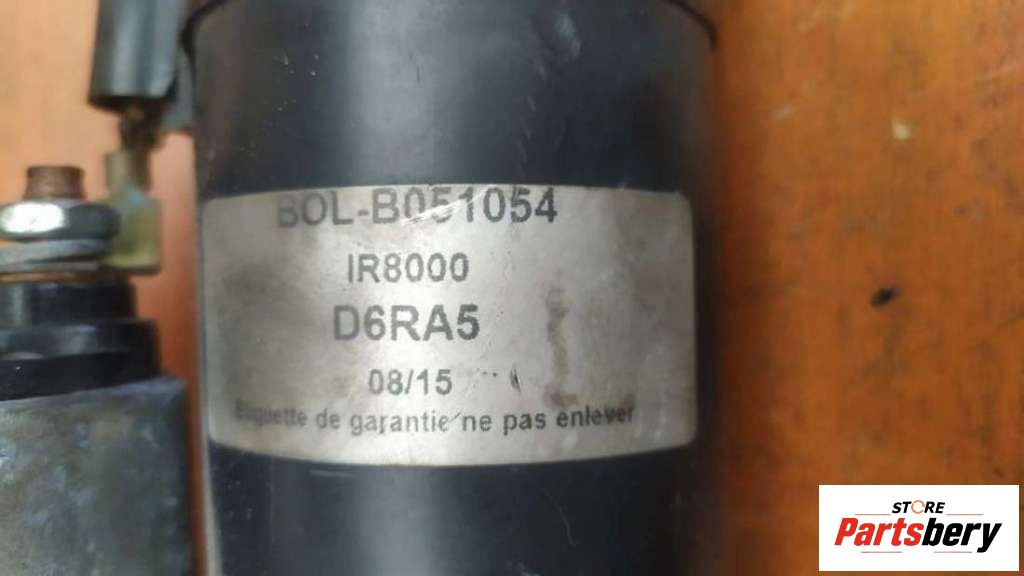 BOL-B051054
IR8000
D6RA5
08/15
Etiquette de garantie ne pas enlever
STORE
Partsbery